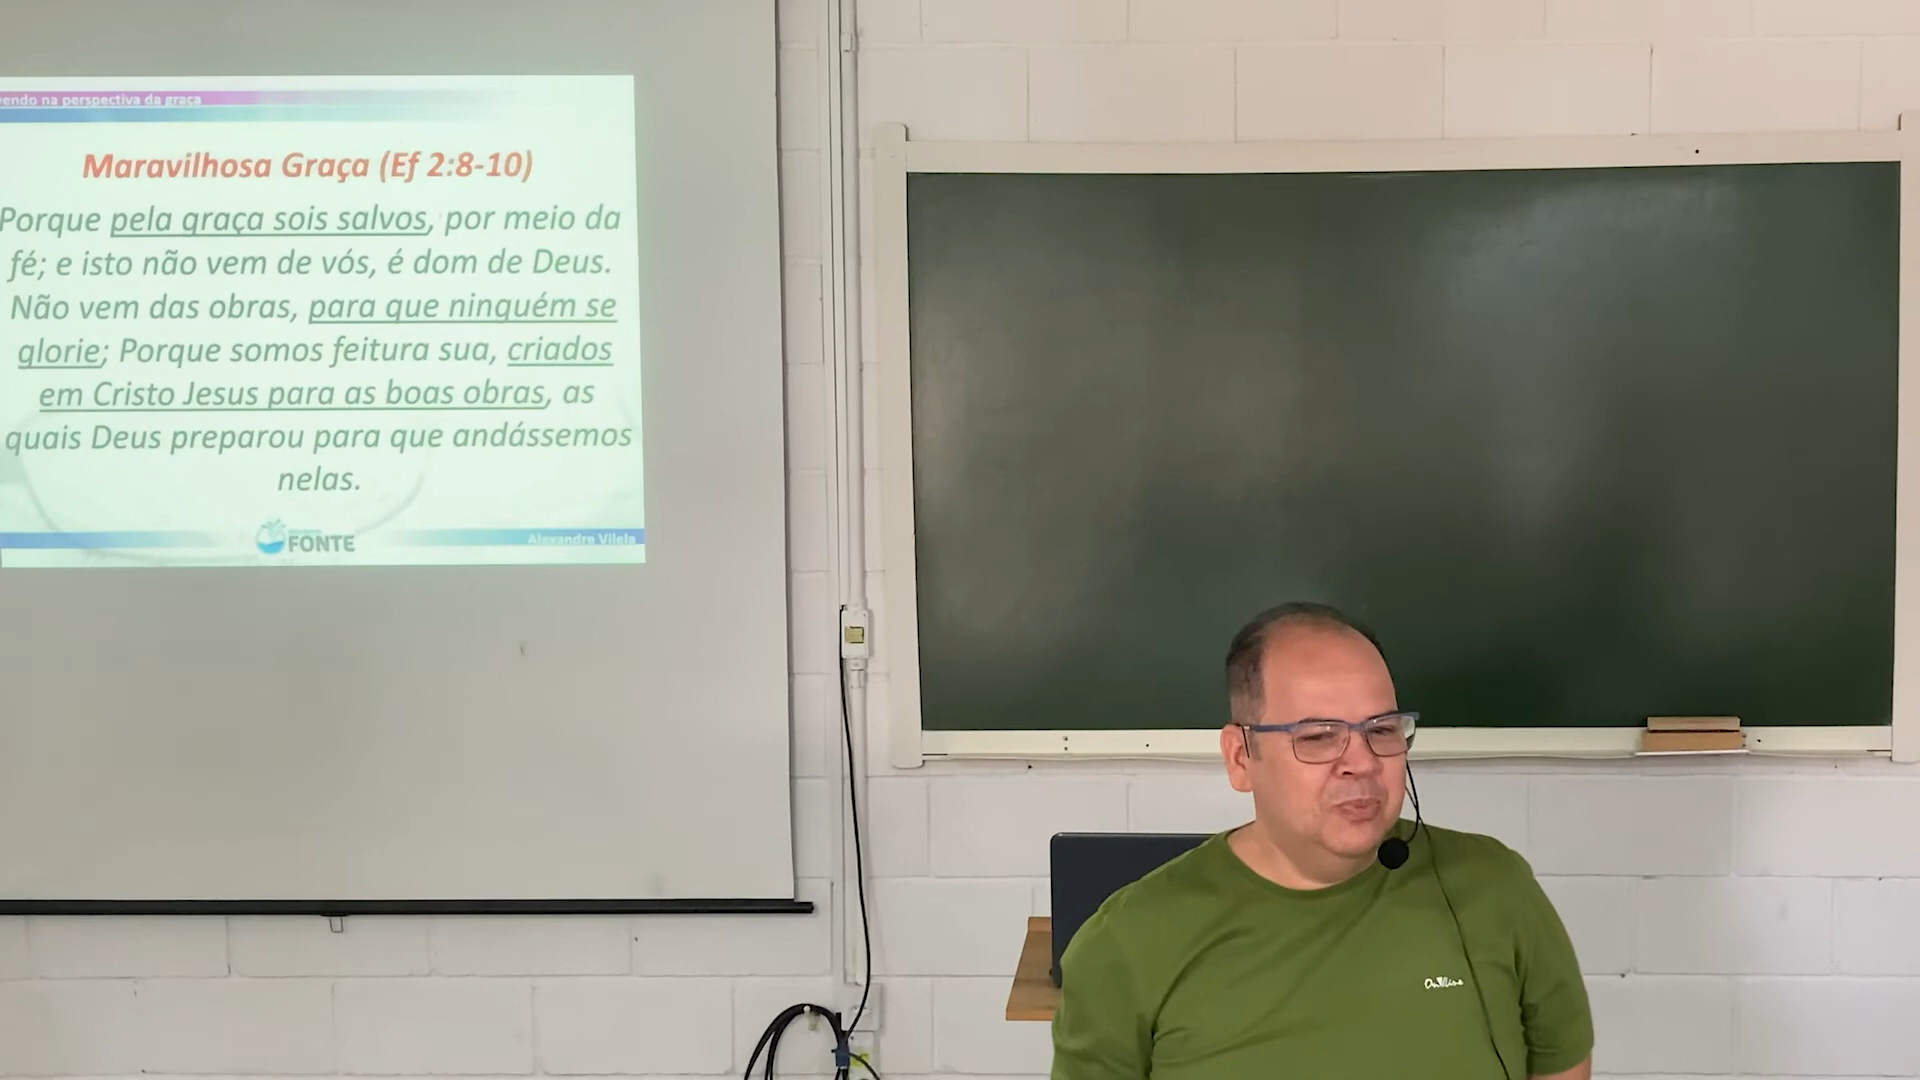 vendo na perspectiva da graça
Maravilhosa Graça (Ef 2:8-10)
Porque pela graça sois salvos, por meio da
fé; e isto não vem de vós, é dom de Deus.
Não vem das obras, para que ninguém se
glorie; Porque somos feitura sua, criados
em Cristo Jesus para as boas obras, as
quais Deus preparou para que andássemos
nelas.
FONTE
Alexandre Vilela